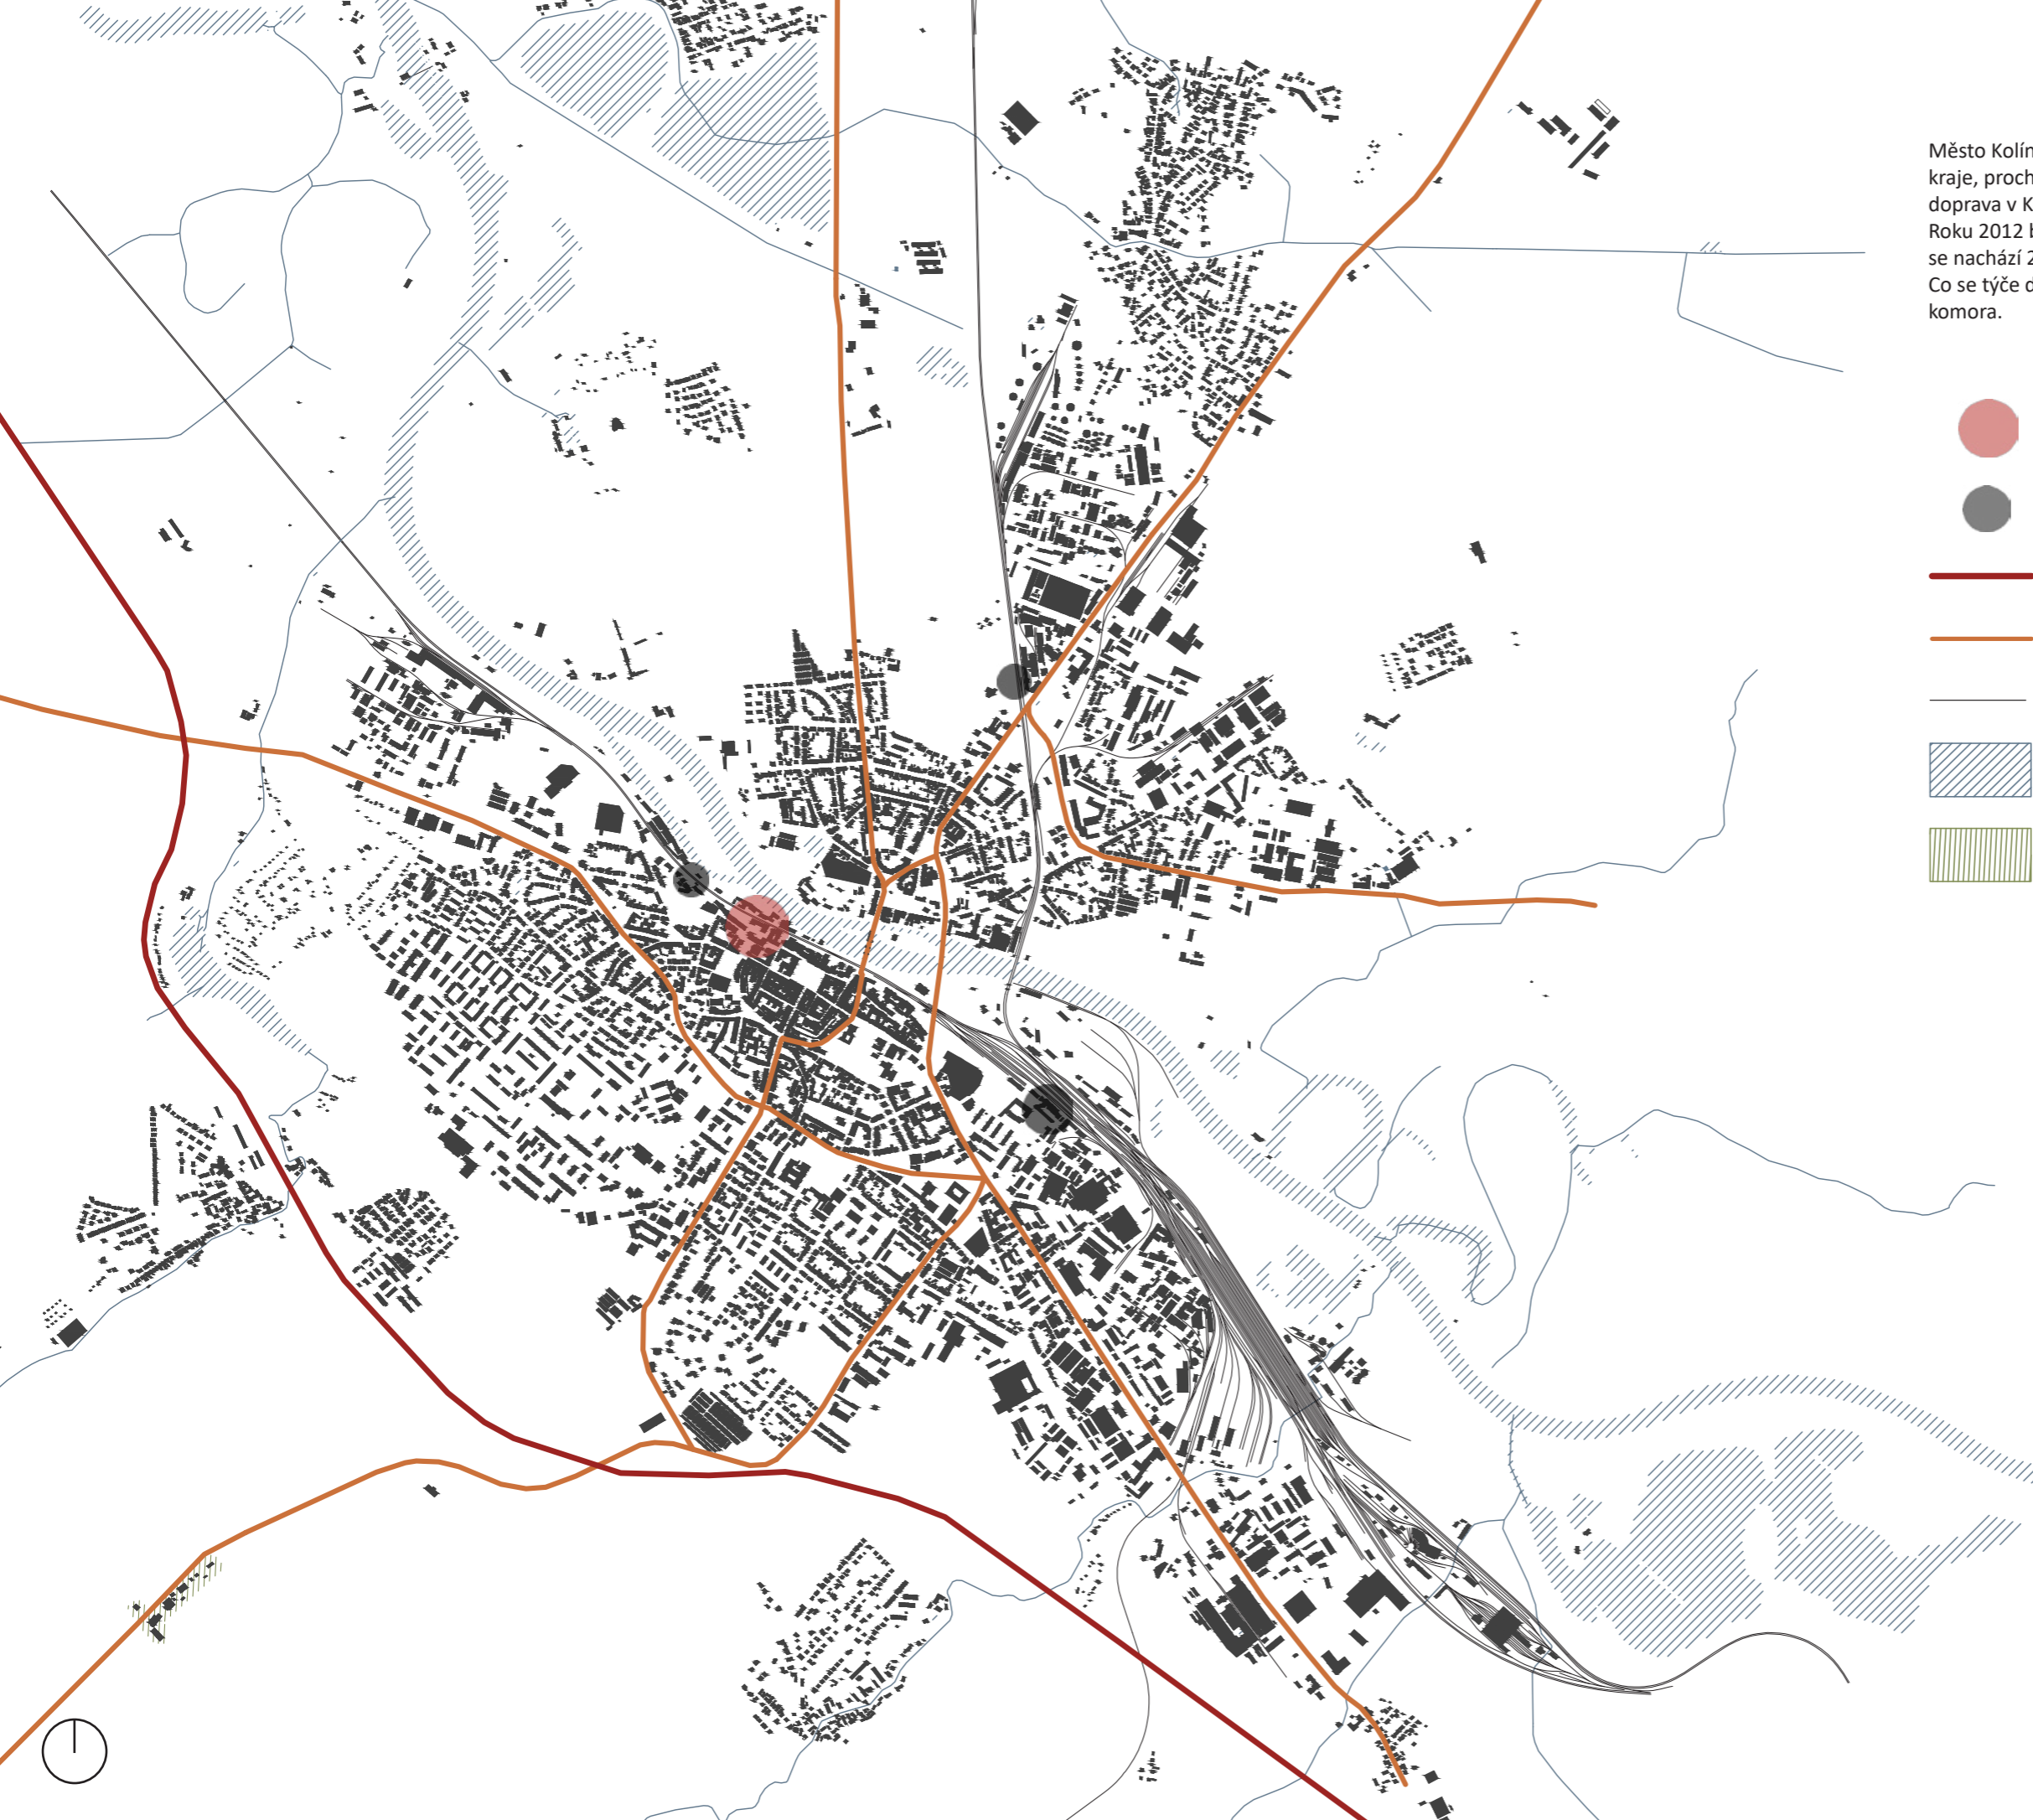 Město Kolín
kraje, proch
doprava v K
Roku 2012 b
se nachází 2
Co se týče d
komora.